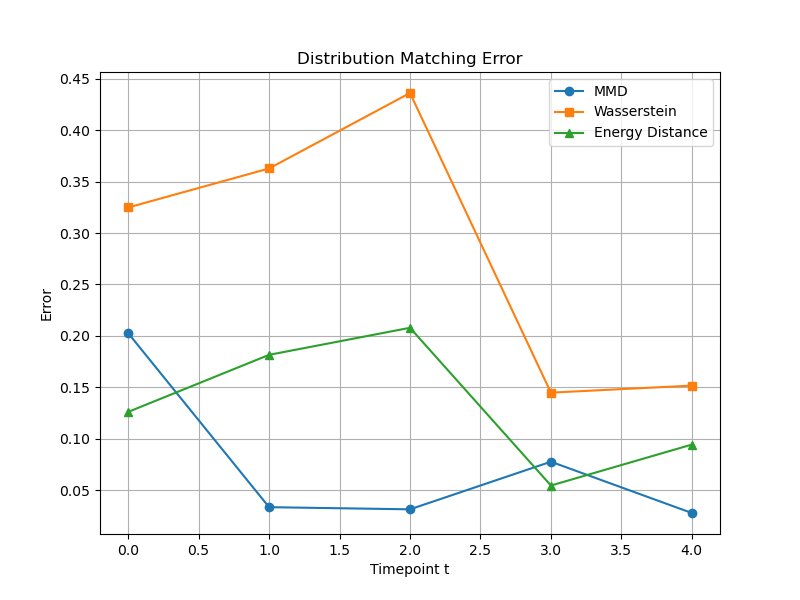 Distribution Matching Error
MMD
Wasserstein
Energy Distance
Error
0.45
0.40
0.35
0.30
0.25
0.20
0.15
0.10
0.05
0.0 0.5 1.0 1.5 2.0 2.5 3.0 3.5 4.0
Timepoint t